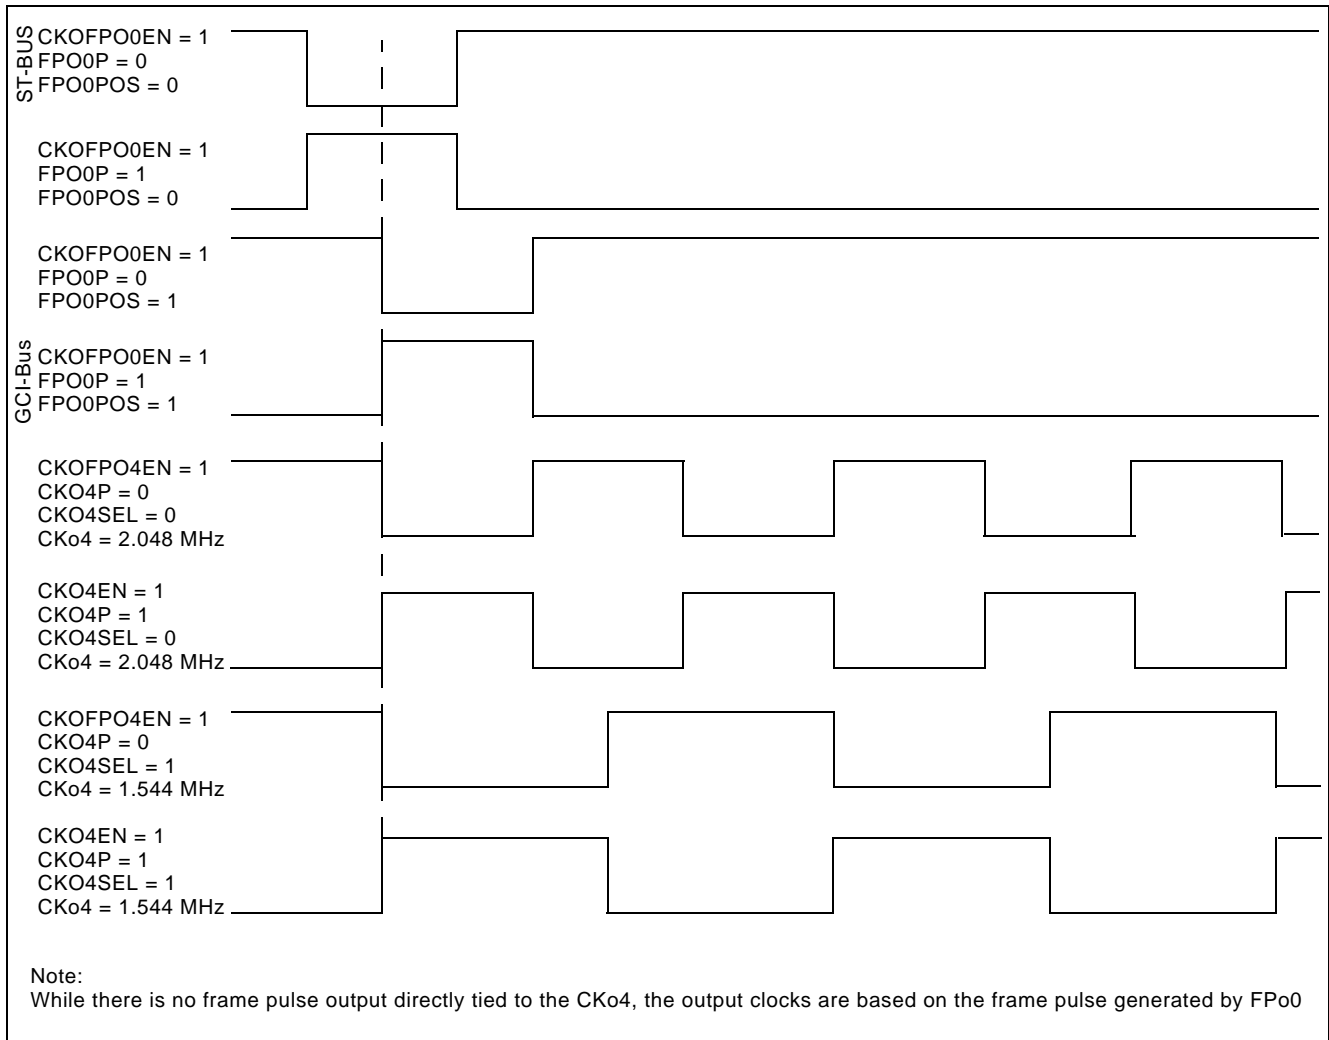 ST-BUS
CKOFPO0EN = 1
FPO0P = 0
FPO0POS = 0
CKOFPO0EN = 1
FPO0P = 1
FPO0POS = 0
CKOFPO0EN = 1
FPO0P = 0
FPO0POS = 1
GCI-Bus
CKOFPO0EN = 1
FPO0P = 1
FPO0POS = 1
CKOFPO4EN = 1
CKO4P = 0
CKO4SEL = 0
CKo4 = 2.048 MHz
CKO4EN = 1
CKO4P = 1
CKO4SEL = 0
CKo4 = 2.048 MHz
CKOFPO4EN = 1
CKO4P = 0
CKO4SEL = 1
CKo4 = 1.544 MHz
CKO4EN = 1
CKO4P = 1
CKO4SEL = 1
CKo4 = 1.544 MHz
Note:
While there is no frame pulse output directly tied to the CKo4, the output clocks are based on the frame pulse generated by FPo0